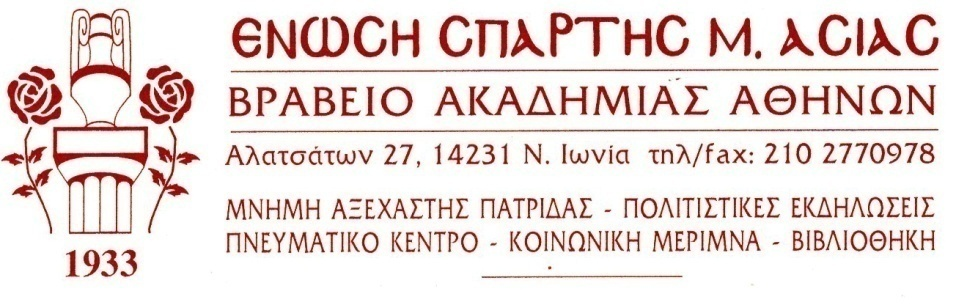 ΕΝΩΣΗ ΣΠΑΡΤΗΣ Μ. ΑΣΙΑΣ
ΒΡΑΒΕΙΟ ΑΚΑΔΗΜΙΑΣ ΑΘΗΝΩΝ
Αλατσάτων 27, 14231 Ν. Ιωνία τηλ/fax: 210 2770978
ΜΝΗΜΗ ΑΞΕΧΑΣΤΗΣ ΠΑΤΡΙΔΑΣ - ΠΟΛΙΤΙΣΤΙΚΕΣ ΕΚΔΗΛΩΣΕΙΣ
ΠΝΕΥΜΑΤΙΚΟ ΚΕΝΤΡΟ - ΚΟΙΝΩΝΙΚΗ ΜΕΡΙΜΝΑ - ΒΙΒΛΙΟΘΗΚΗ
1933